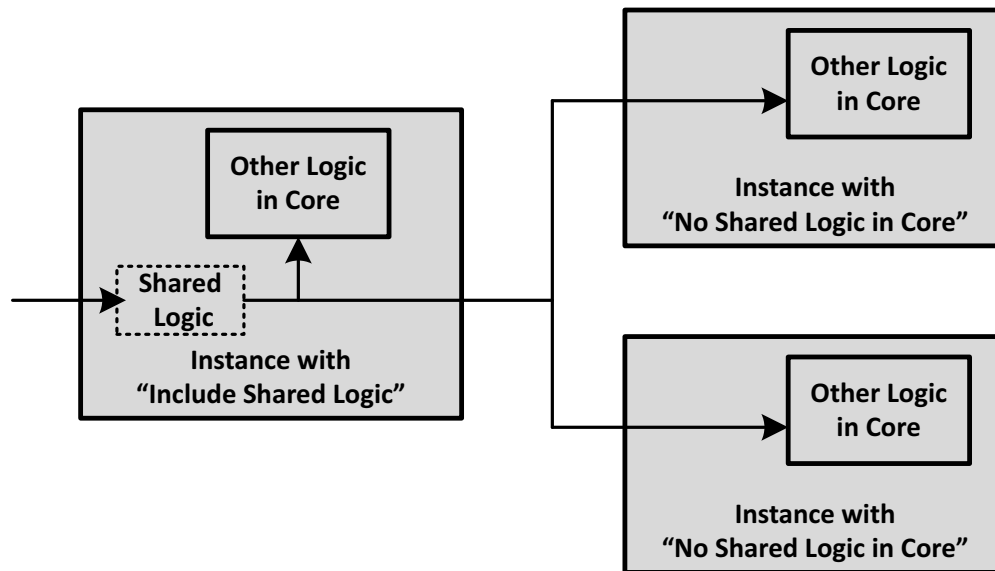 Other Logic
in Core
Shared
Logic
Instance with
“Include Shared Logic”
Other Logic
in Core
Instance with
“No Shared Logic in Core”
Other Logic
in Core
Instance with
“No Shared Logic in Core”